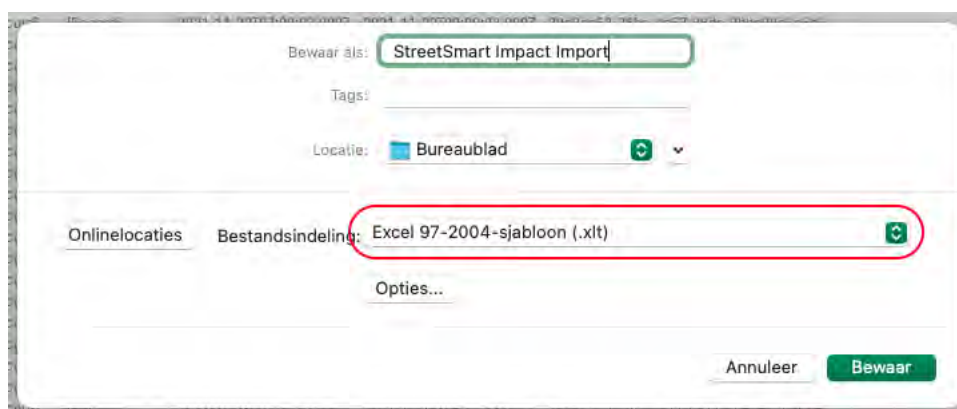 Bewaar als: StreetSmart Impact Import
Tags:
Locatie: Bureaublad
Onlinelocaties Bestandsindeling: Excel 97-2004-sjabloon (.xlt)
Opties...
Annuleer Bewaar